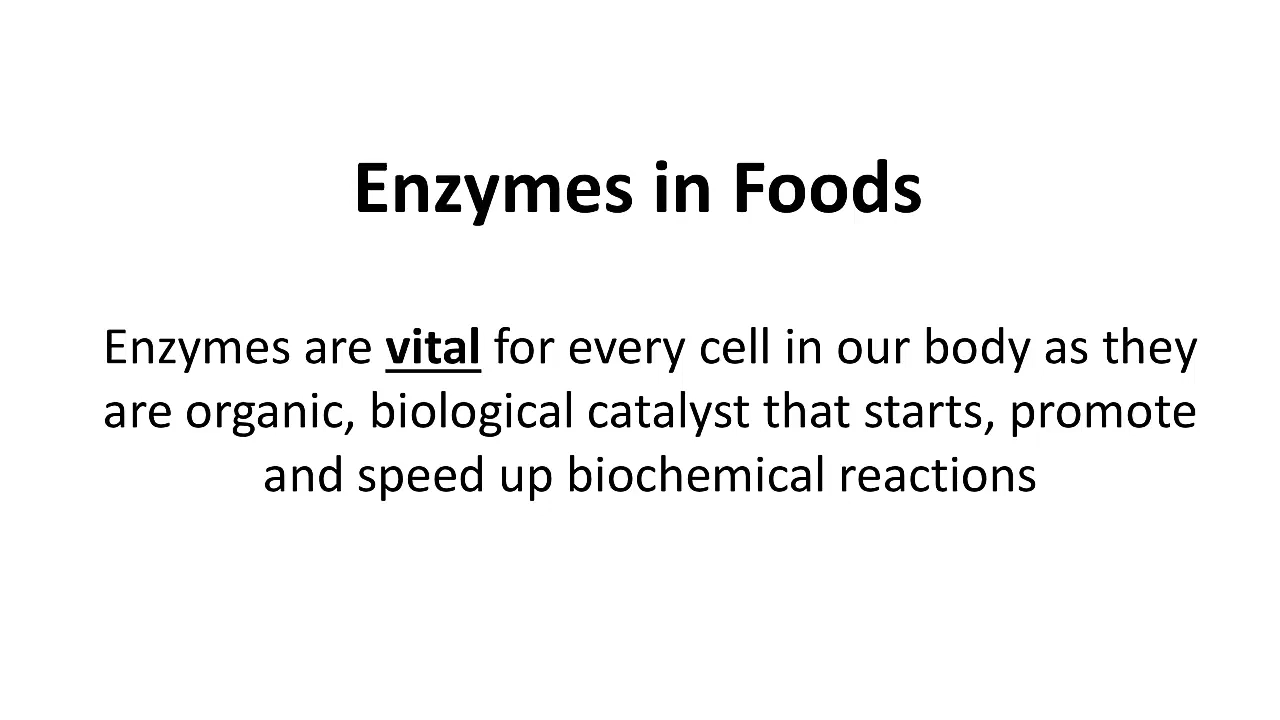 Enzymes in Foods
Enzymes are vital for every cell in our body as they
are organic, biological catalyst that starts, promote
and speed up biochemical reactions